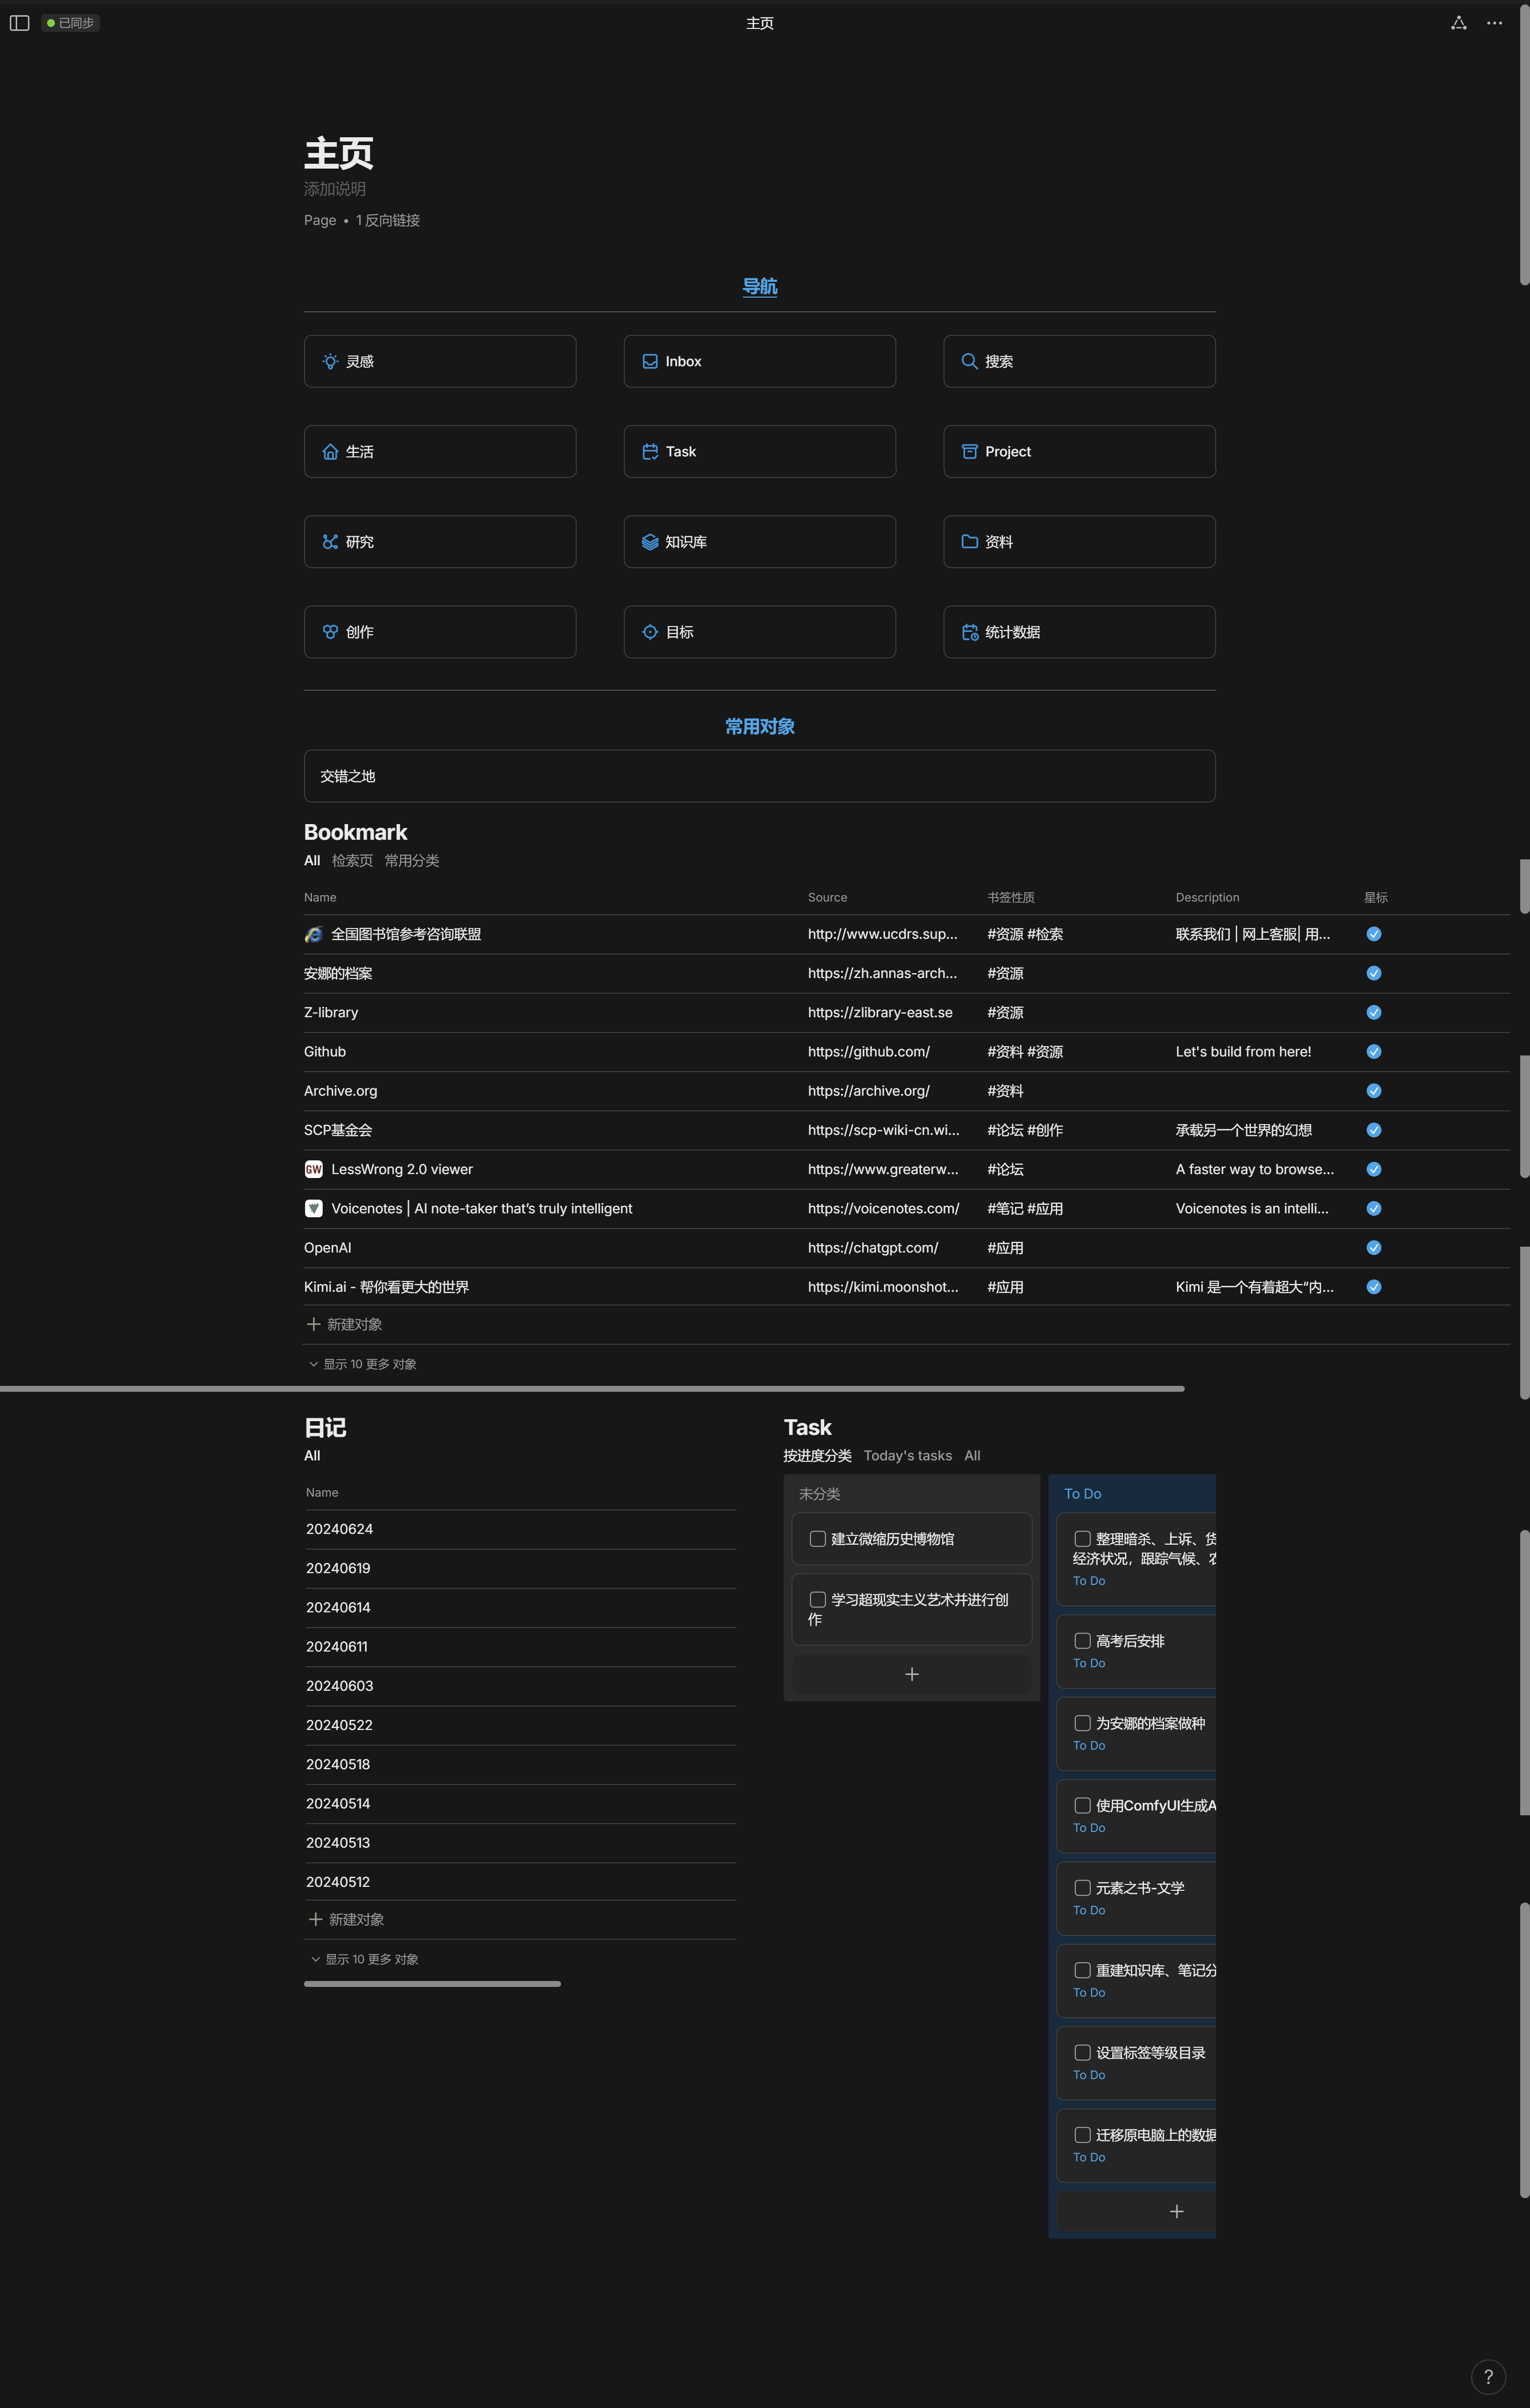 已同步
主页
主页
添加说明
Page • 1 反向链接
导航
灵感
Inbox
搜索
生活
Task
Project
研究
知识库
资料
创作
目标
统计数据
常用对象
交错之地
Bookmark
All 检索页 常用分类
Name Source 书签性质 Description 星标
全国图书馆参考咨询联盟 http://www.ucdrs.sup... #资源 #检索 联系我们 | 网上客服| 用...
安娜的档案 https://zh.annas-arch... #资源
Z-library https://zlibrary-east.se #资源
Github https://github.com/ #资料 #资源 Let's build from here!
Archive.org https://archive.org/ #资料
SCP基金会 https://scp-wiki-cn.wi... #论坛 #创作 承载另一个世界的幻想
GW LessWrong 2.0 viewer https://www.greaterw... #论坛 A faster way to browse...
Voicenotes | AI note-taker that’s truly intelligent https://voicenotes.com/ #笔记 #应用 Voicenotes is an intelli...
OpenAI https://chatgpt.com/ #应用
Kimi.ai - 帮你看更大的世界 https://kimi.moonshot... #应用 Kimi 是一个有着超大“内...
新建对象
显示 10 更多 对象
日记
All
Name
20240624
20240619
20240614
20240611
20240603
20240522
20240518
20240514
20240513
20240512
新建对象
显示 10 更多 对象
Task
按进度分类 Today's tasks All
未分类
建立微缩历史博物馆
学习超现实主义艺术并进行创
作
To Do
整理暗杀、上诉、货
经济状况，跟踪气候、
To Do
高考后安排
To Do
为安娜的档案做种
To Do
使用ComfyUI生成A
To Do
元素之书-文学
To Do
重建知识库、笔记分
To Do
设置标签等级目录
To Do
迁移原电脑上的数据
To Do
?